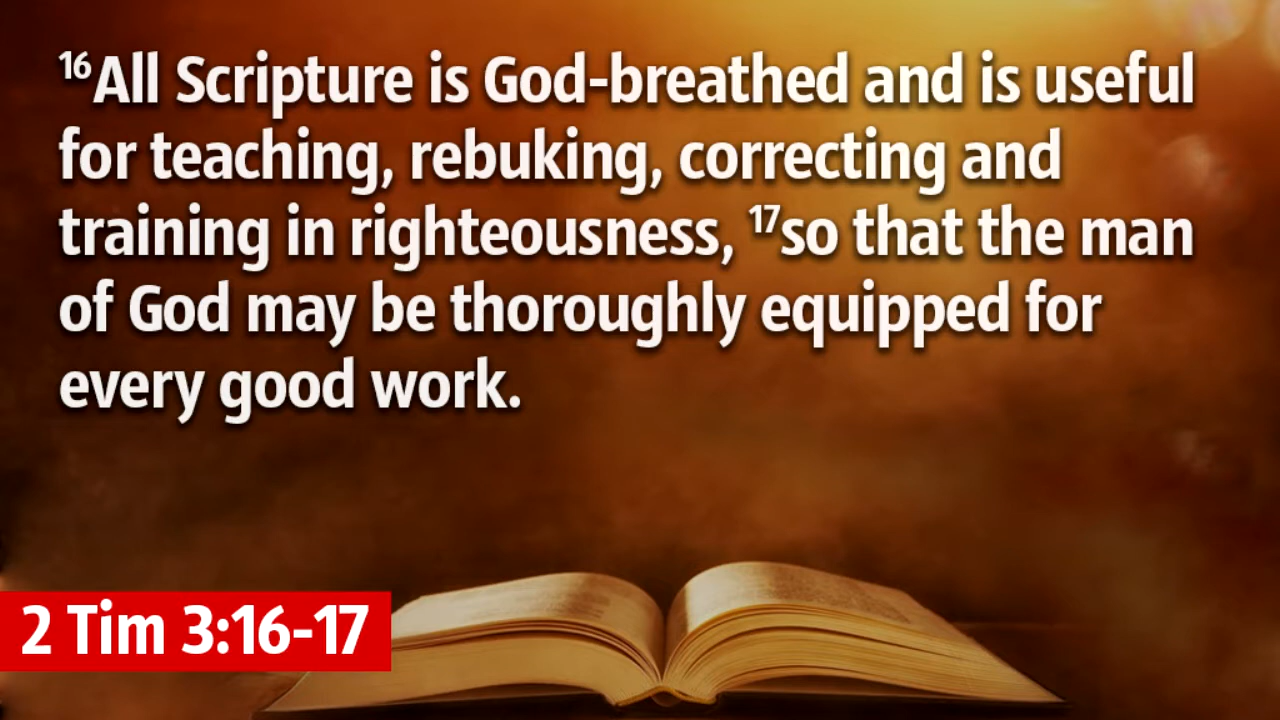 ¹⁶All Scripture is God-breathed and is useful
for teaching, rebuking, correcting and
training in righteousness, ¹⁷so that the man
of God may be thoroughly equipped for
every good work.
2 Tim 3:16-17